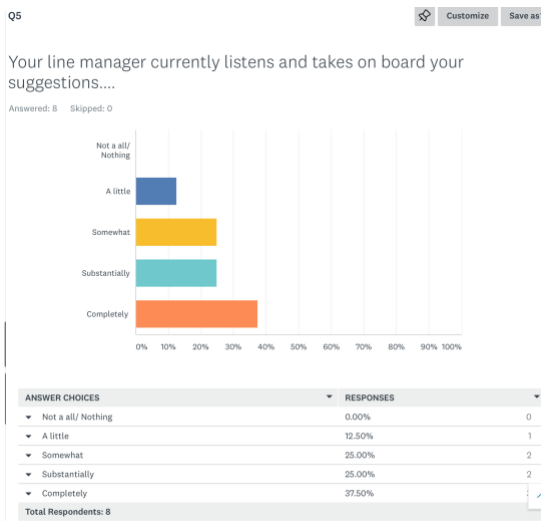 Q5
Customize
Save as
Your line manager currently listens and takes on board your
suggestions....
Answered: 8 Skipped: 0
Not a all/
Nothing
A little
Somewhat
Substantially
Completely
0% 10% 20% 30% 40% 50% 60% 70% 80% 90% 100%
ANSWER CHOICES RESPONSES
Not a all/ Nothing 0.00% 0
A little 12.50% 1
Somewhat 25.00% 2
Substantially 25.00% 2
Completely 37.50%
Total Respondents: 8